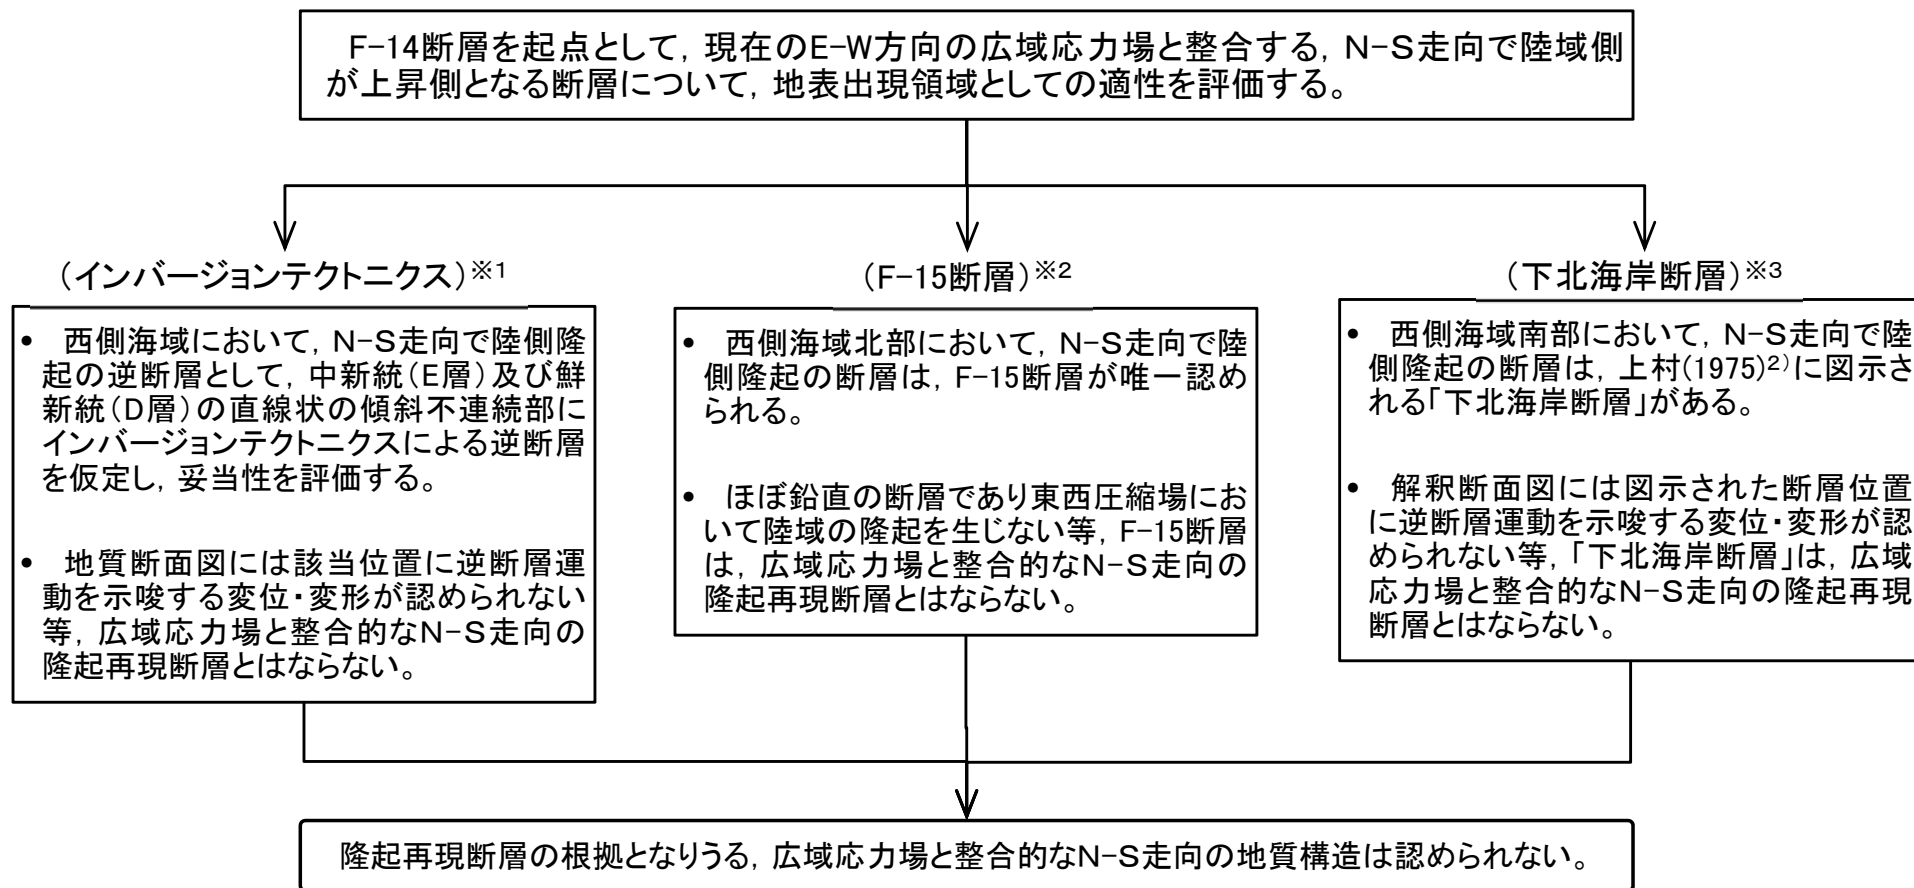 F-14断層を起点として，現在のE-W方向の広域応力場と整合する，N-S走向で陸域側
が上昇側となる断層について，地表出現領域としての適性を評価する。
（インバージョンテクトニクス）※1
• 西側海域において，N-S走向で陸側隆
起の逆断層として，中新統（E層）及び鮮
新統（D層）の直線状の傾斜不連続部に
インバージョンテクトニクスによる逆断層
を仮定し，妥当性を評価する。
• 地質断面図には該当位置に逆断層運
動を示唆する変位・変形が認められない
等，広域応力場と整合的なN-S走向の
隆起再現断層とはならない。
（F-15断層）※2
• 西側海域北部において，N-S走向で陸
側隆起の断層は，F-15断層が唯一認め
られる。
• ほぼ鉛直の断層であり東西圧縮場にお
いて陸域の隆起を生じない等，F-15断層
は，広域応力場と整合的なN-S走向の
隆起再現断層とはならない。
（下北海岸断層）※3
• 西側海域南部において，N-S走向で陸
側隆起の断層は，上村(1975)2)に図示さ
れる「下北海岸断層」がある。
• 解釈断面図には図示された断層位置
に逆断層運動を示唆する変位・変形が認
められない等，「下北海岸断層」は，広域
応力場と整合的なN-S走向の隆起再現
断層とはならない。
隆起再現断層の根拠となりうる，広域応力場と整合的なN-S走向の地質構造は認められない。